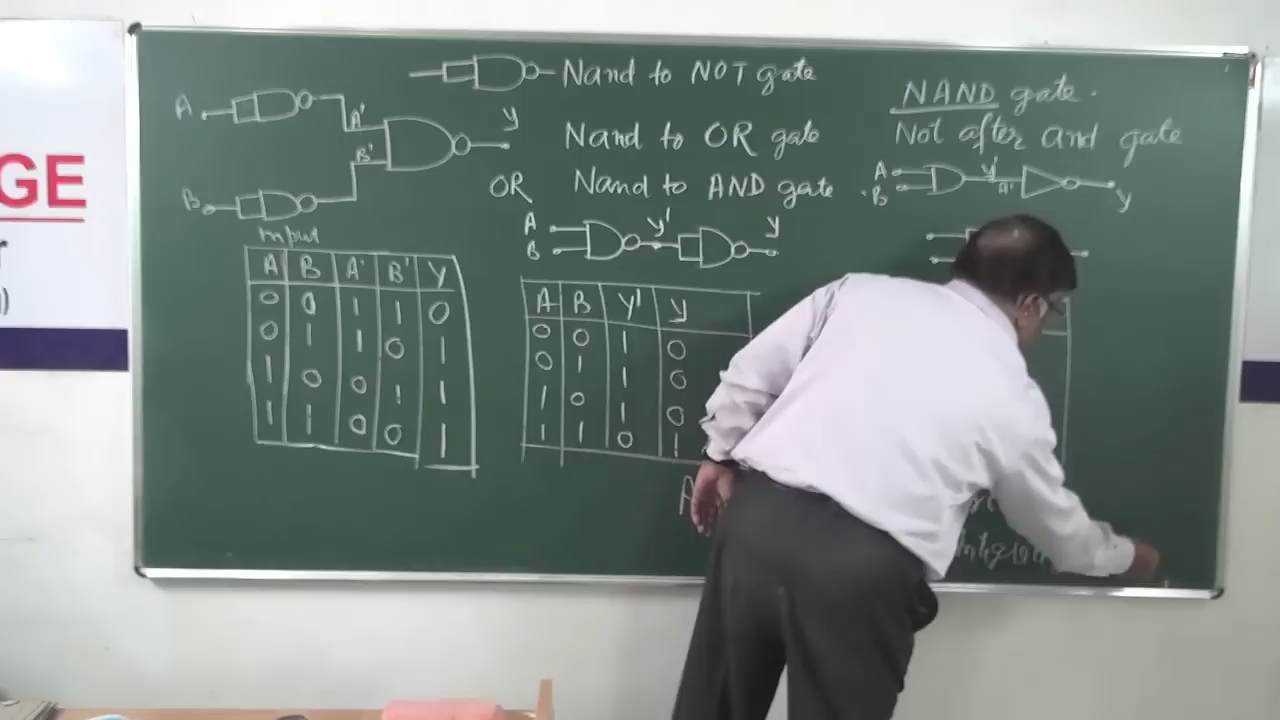 GE
Nand to NOT gate
A
B
A'
B'
Y
Nand to OR gate
OR Nand to AND gate
NAND gate.
Not after and gate
A
B
Y'
A'
Y
A
B
Y'
Y
Input
A B A' B' Y
0 0 1 1 0
0 1 1 0 1
1 0 0 1 1
1 1 0 0 1
A B Y' Y
0 0 1 0
0 1 1 0
1 0 1 0
1 1 0 1
A